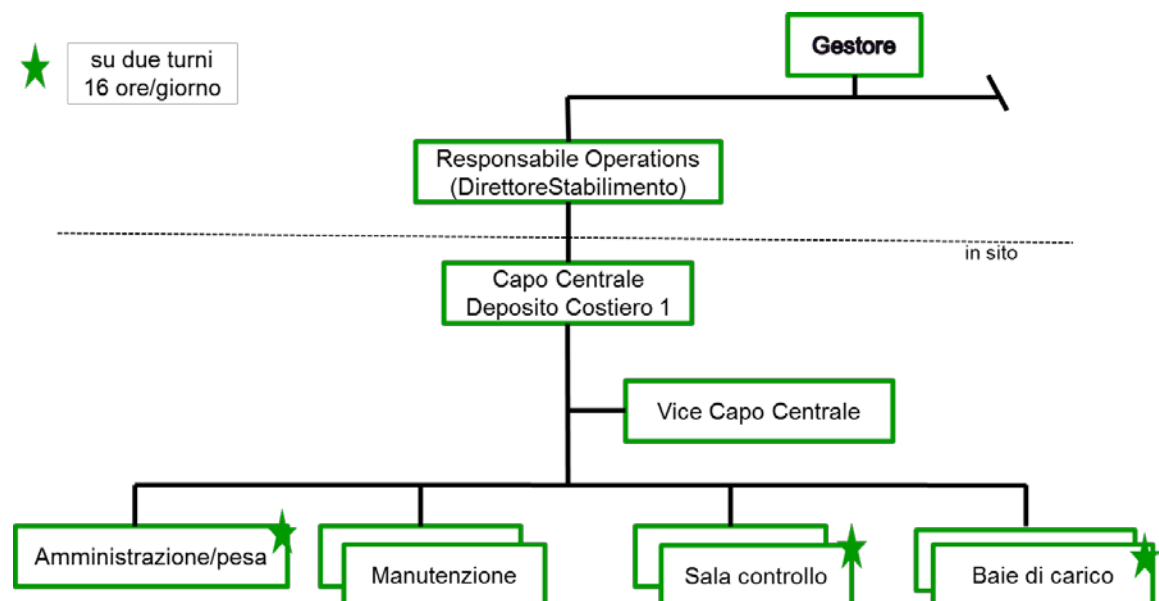 su due turni
16 ore/giorno
Gestore
Responsabile Operations
(DirettoreStabilimento)
in sito
Capo Centrale
Deposito Costiero 1
Vice Capo Centrale
Amministrazione/pesa
Manutenzione
Sala controllo
Baie di carico